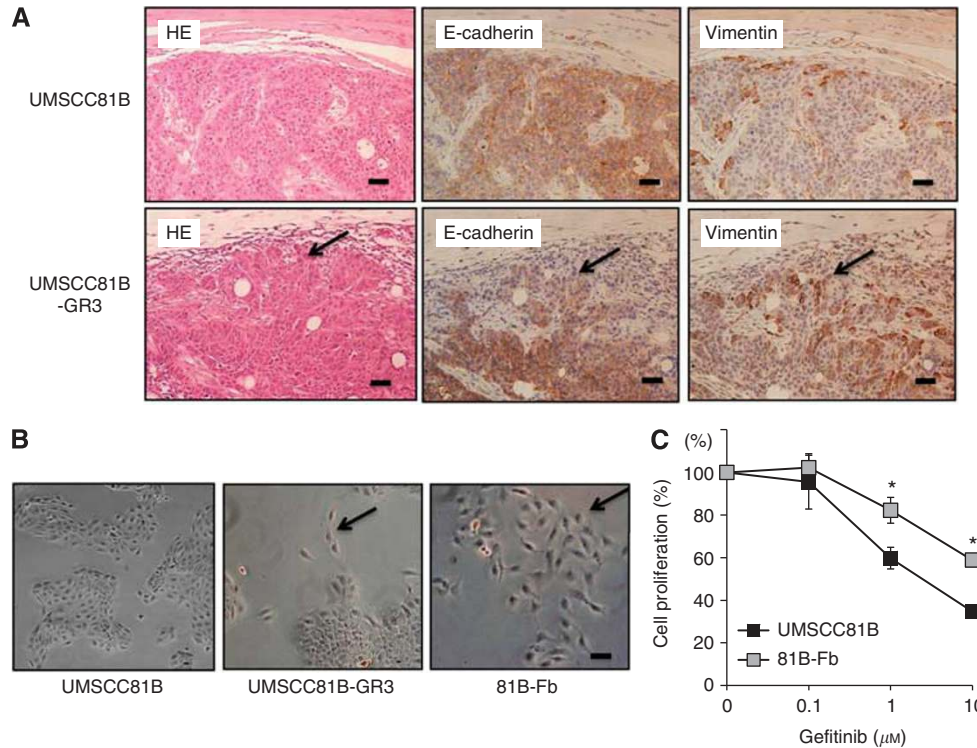 A
HE
E-cadherin
Vimentin
UMSCC81B
HE
E-cadherin
Vimentin
UMSCC81B
-GR3
B
UMSCC81B
UMSCC81B-GR3
81B-Fb
C
(%)
Cell proliferation (%)
100
80
60
40
20
0
*
*
UMSCC81B
81B-Fb
0
0.1
1
10
Gefitinib (μM)